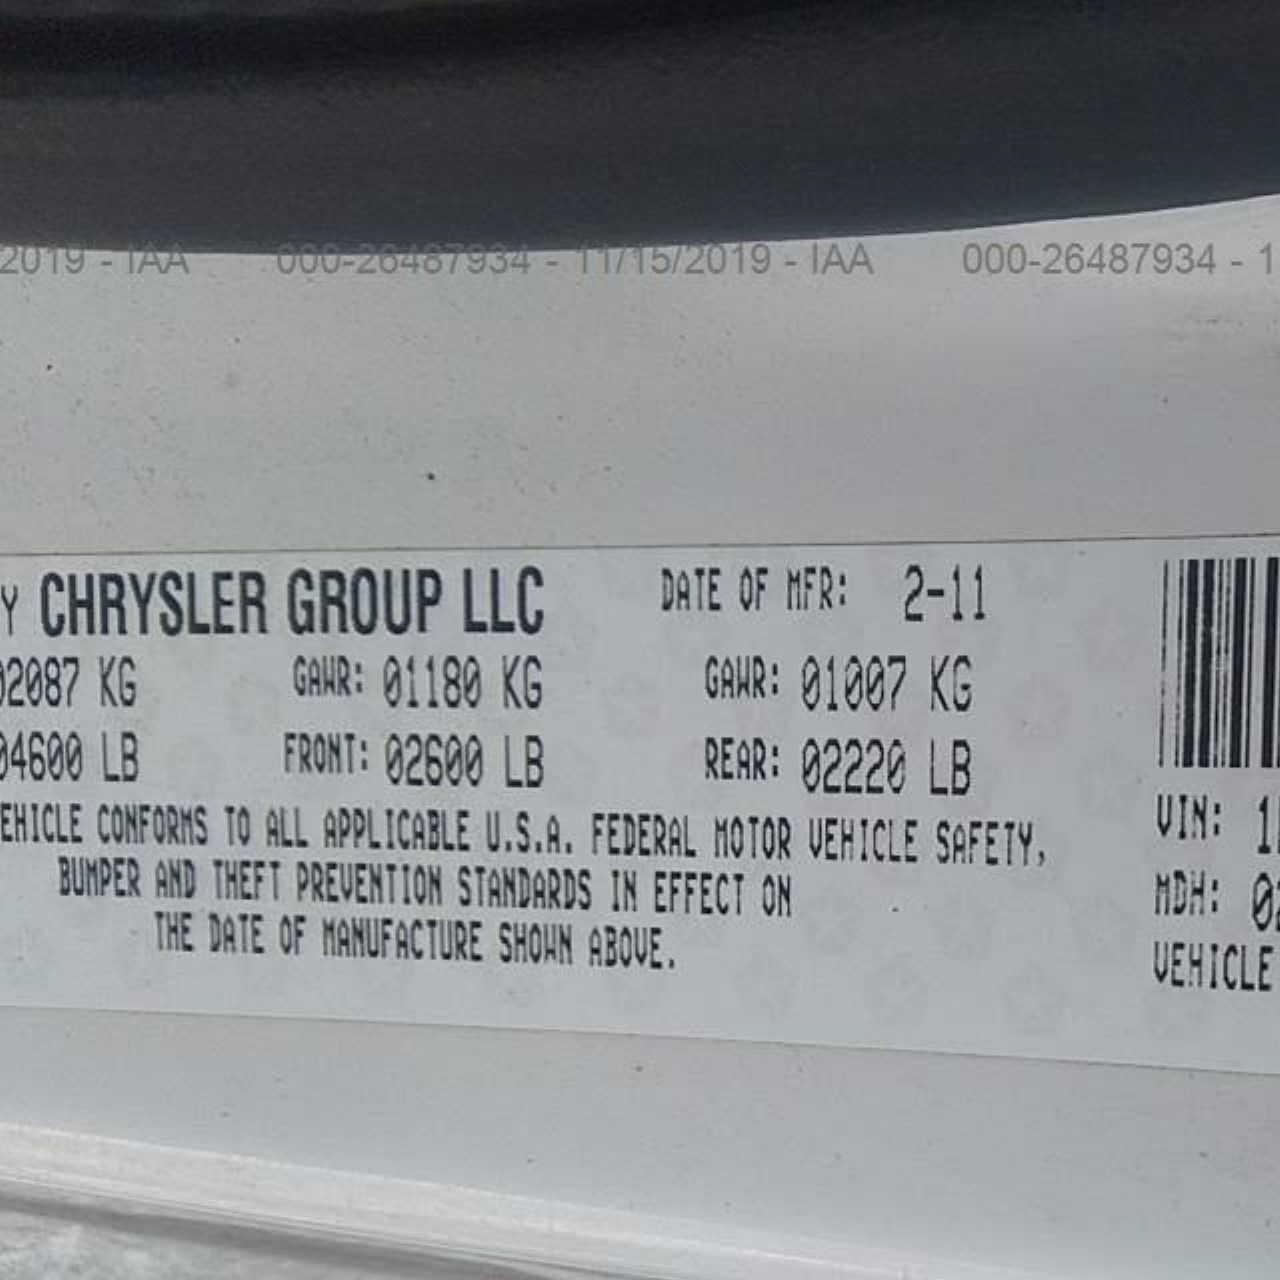 2019 - IAA 000-26487934 - 11/15/2019 - IAA 000-26487934 - 1
Y CHRYSLER GROUP LLC DATE OF MFR: 2-11
02087 KG GAWR: 01180 KG GAWR: 01007 KG
04600 LB FRONT: 02600 LB REAR: 02220 LB
EHICLE CONFORMS TO ALL APPLICABLE U.S.A. FEDERAL MOTOR VEHICLE SAFETY,
BUMPER AND THEFT PREVENTION STANDARDS IN EFFECT ON
THE DATE OF MANUFACTURE SHOWN ABOVE.
VIN: 1
MDH: 02
VEHICLE